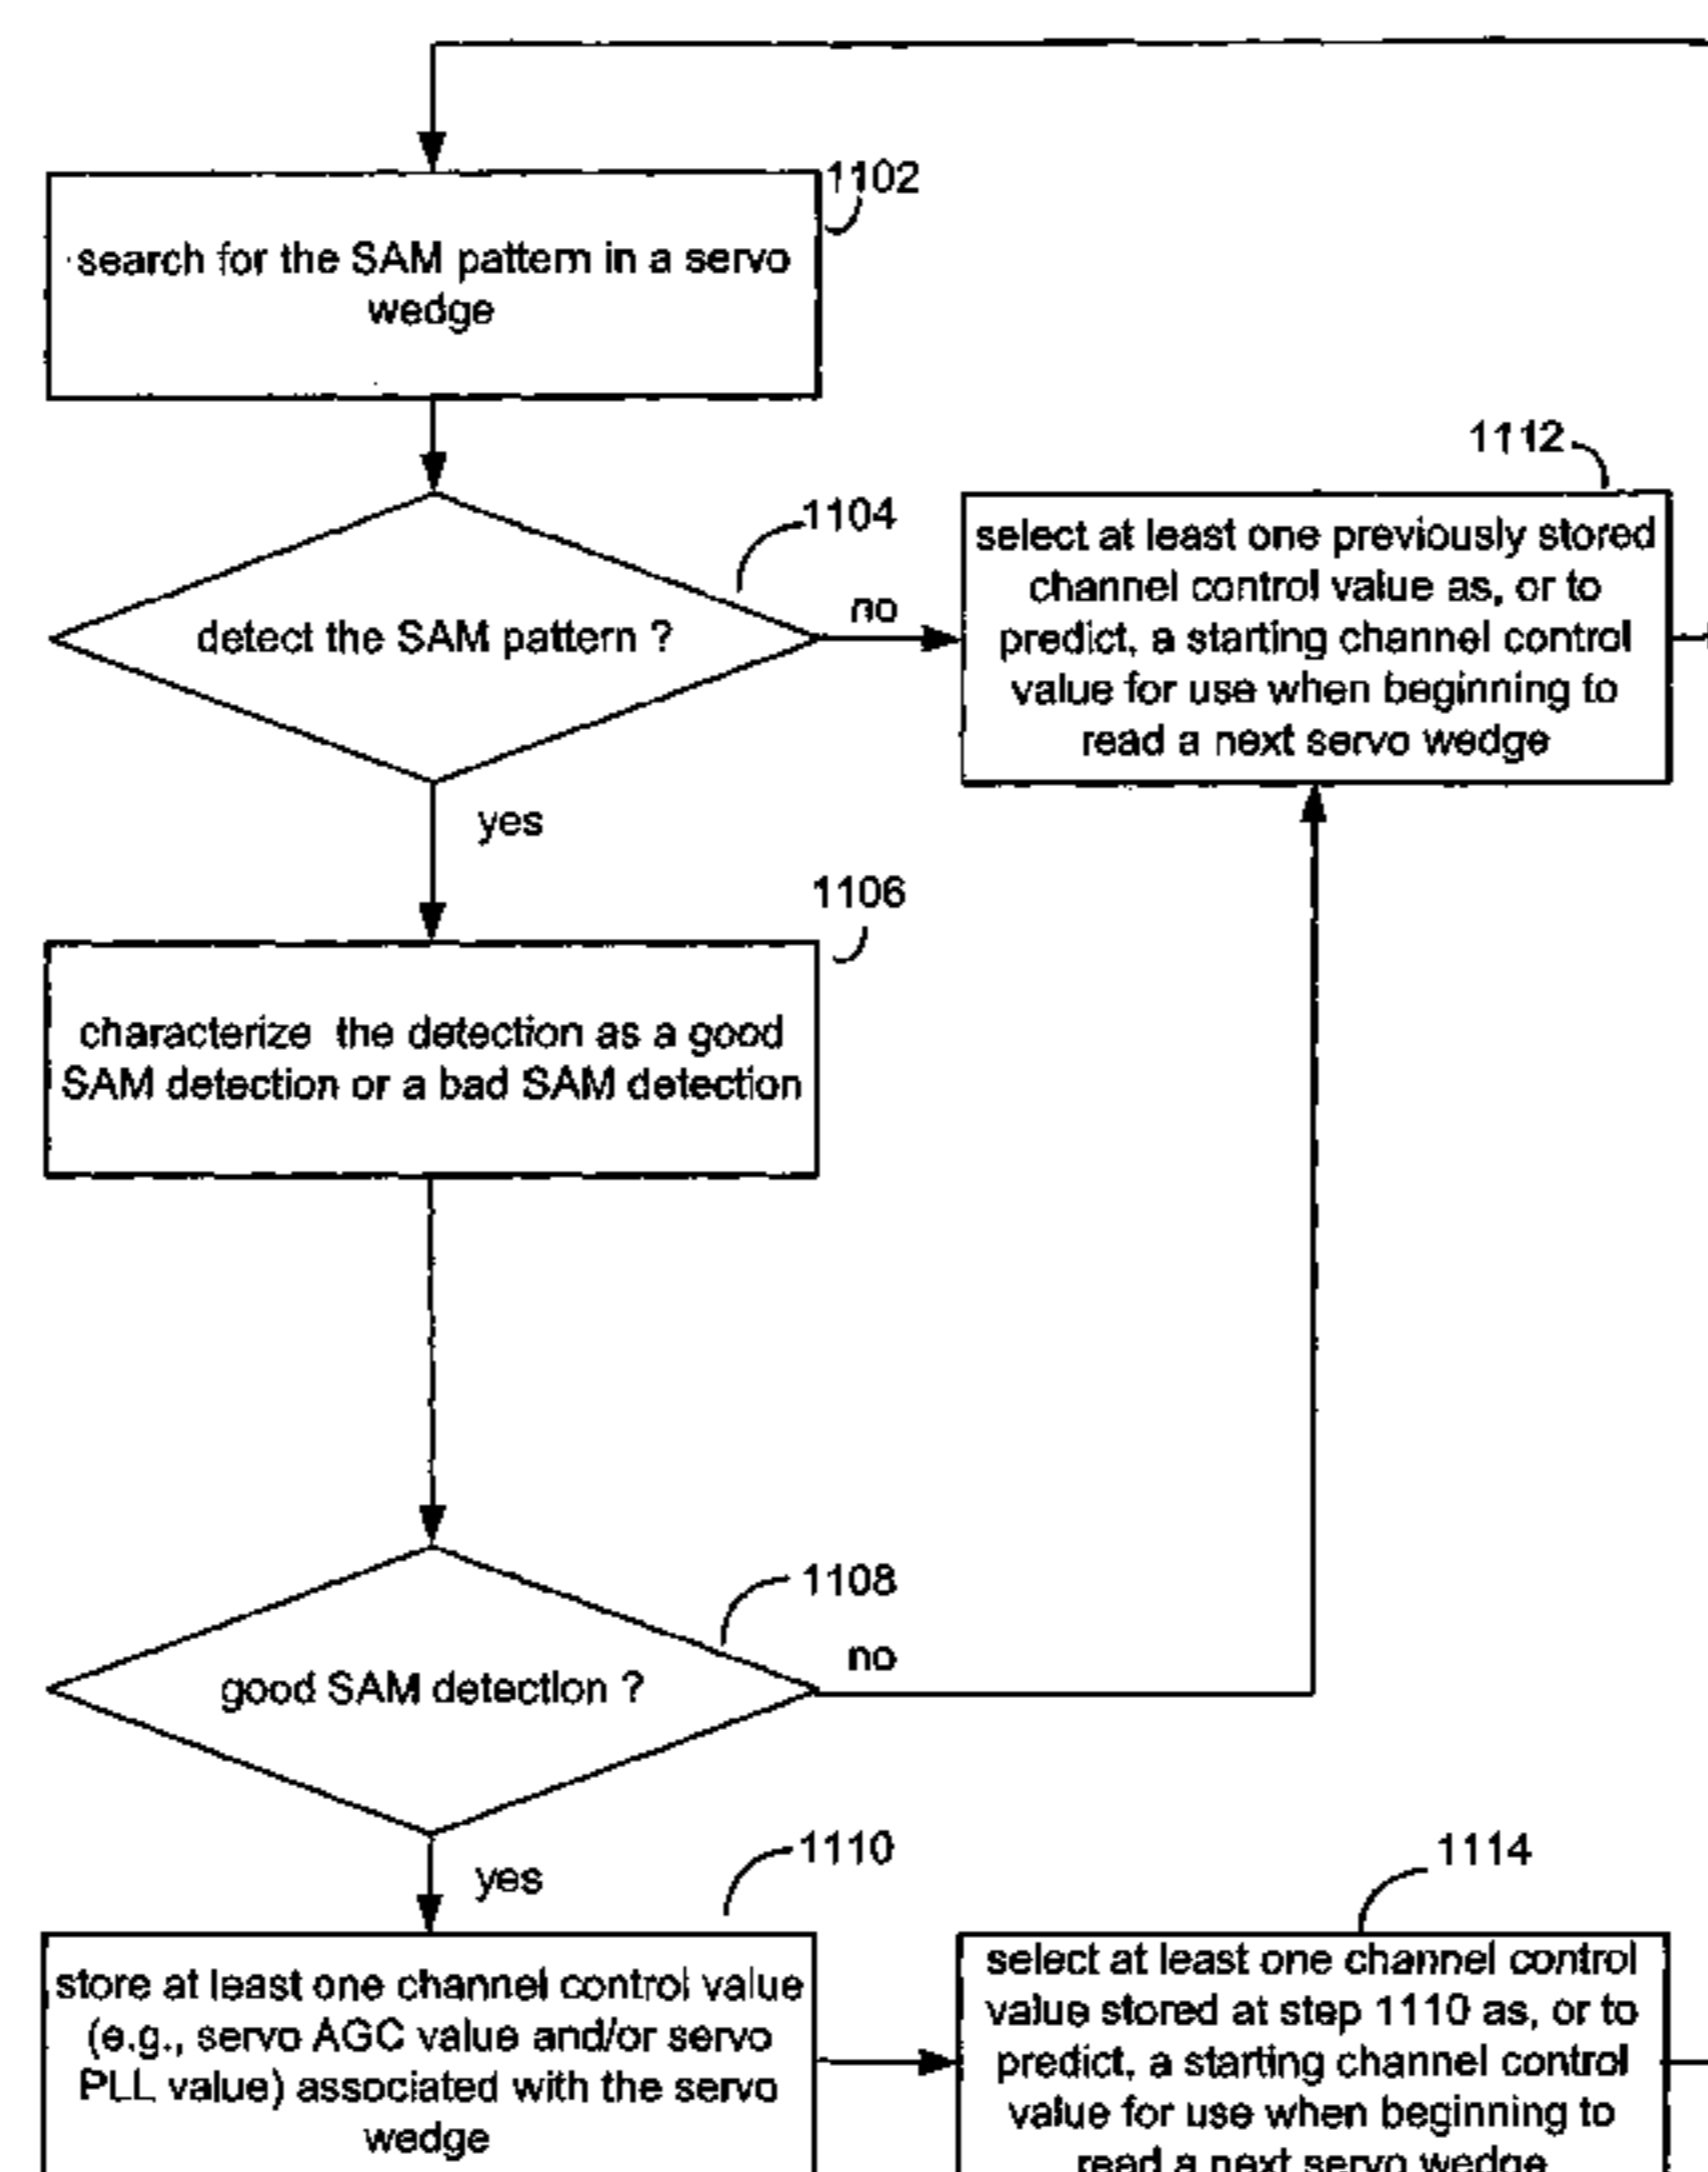 1102
search for the SAM pattern in a servo
wedge
1112
1104
select at least one previously stored
channel control value as, or to
predict, a starting channel control
value for use when beginning to
read a next servo wedge
no
detect the SAM pattern ?
yes
1106
characterize the detection as a good
SAM detection or a bad SAM detection
1108
no
good SAM detection ?
yes
1110
1114
store at least one channel control value
(e.g., servo AGC value and/or servo
PLL value) associated with the servo
wedge
select at least one channel control
value stored at step 1110 as, or to
predict, a starting channel control
value for use when beginning to
read a next servo wedge